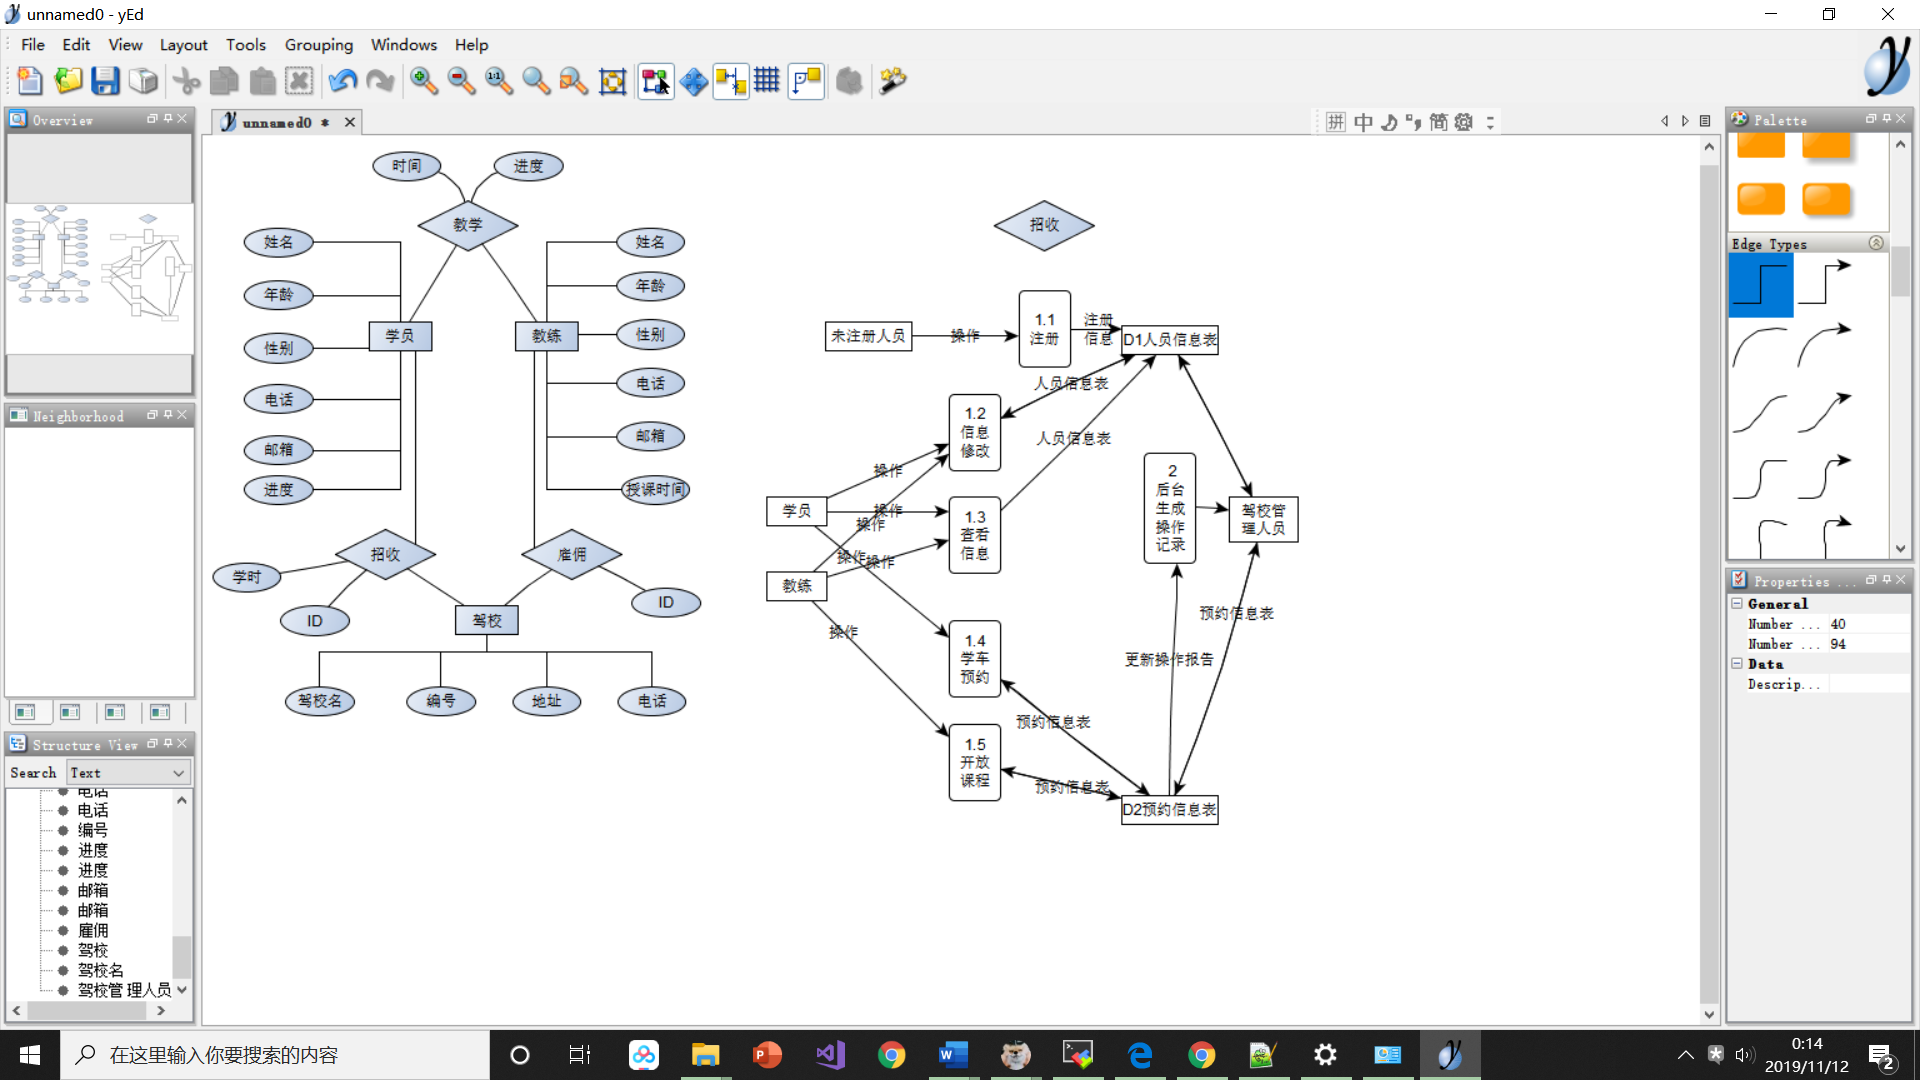 unnamed0 - yEd
File Edit View Layout Tools Grouping Windows Help
Overview
unnamed0 *
拼 中 简
Palette
Edge Types
Neighborhood
Structure View
Search Text
电话
电话
编号
进度
进度
邮箱
邮箱
雇佣
驾校
驾校名
驾校管 理人员
时间
进度
教学
姓名
年龄
性别
电话
邮箱
进度
学员
教练
姓名
年龄
性别
电话
邮箱
授课时间
招收
雇佣
学时
ID
ID
驾校
驾校名
编号
地址
电话
招收
未注册人员
操作
1.1
注册
注册
信息
D1人员信息表
人员信息表
1.2
信息
修改
人员信息表
操作
学员
操作
操作
1.3
查看
信息
操作
操作
教练
操作
1.4
学车
预约
预约信息表
1.5
开放
课程
预约信息表
2
后台
生成
操作
记录
驾校管
理人员
预约信息表
更新操作报告
D2预约信息表
Properties ...
General
Number ... 40
Number ... 94
Data
Descrip...
在这里输入你要搜索的内容
0:14
2019/11/12
2